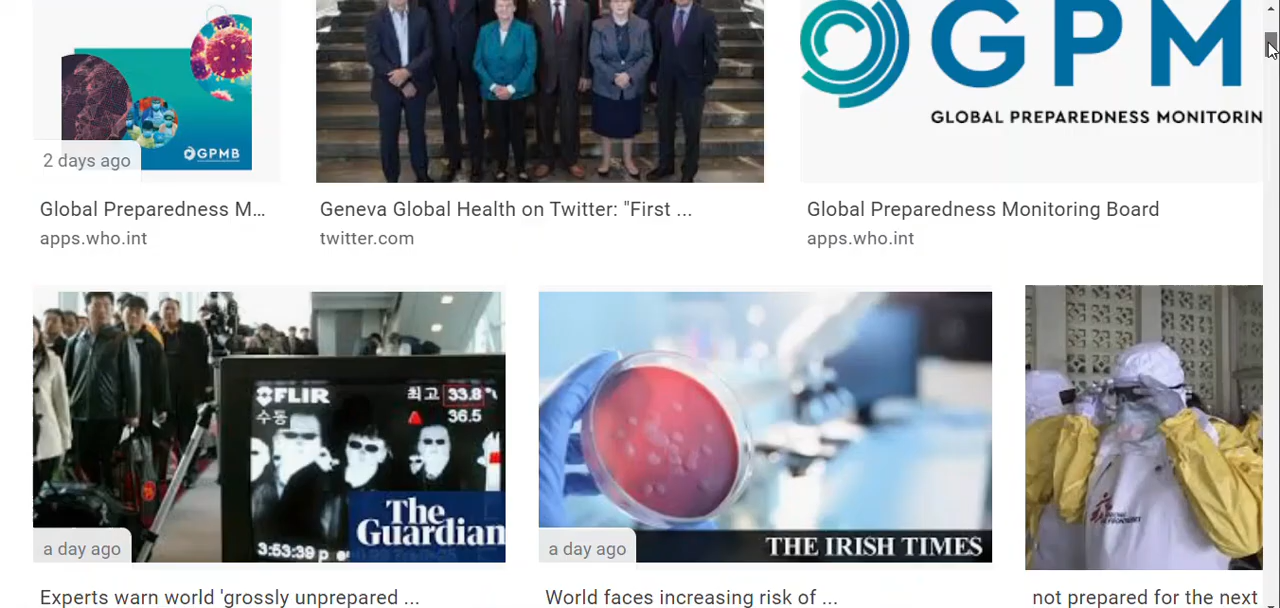 GPMB
2 days ago
GPM
GLOBAL PREPAREDNESS MONITORIN
Global Preparedness M...
apps.who.int
Geneva Global Health on Twitter: "First ...
twitter.com
Global Preparedness Monitoring Board
apps.who.int
FLIR
최고 33.8
수동 36.5
The
Guardian
3:53:39 p
a day ago
a day ago
THE IRISH TIMES
Experts warn world 'grossly unprepared ...
World faces increasing risk of ...
not prepared for the next